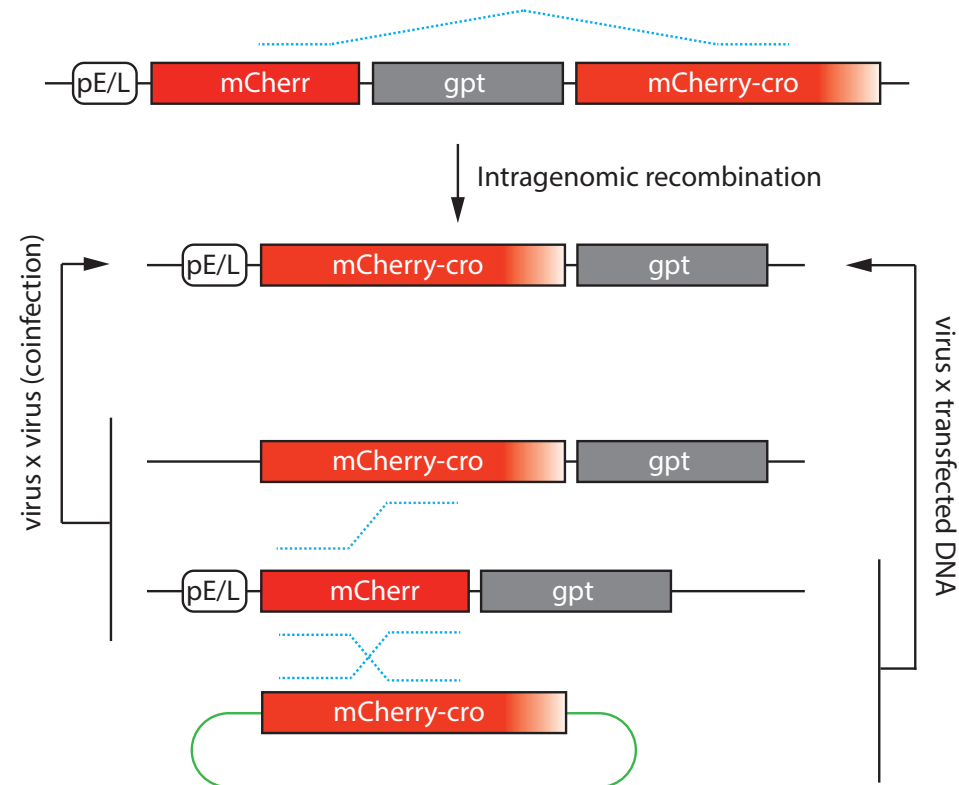 pE/L mCherr gpt mCherry-cro
Intragenomic recombination
pE/L mCherry-cro gpt
virus x virus (coinfection)
virus x transfected DNA
mCherry-cro gpt
pE/L mCherr gpt
mCherry-cro